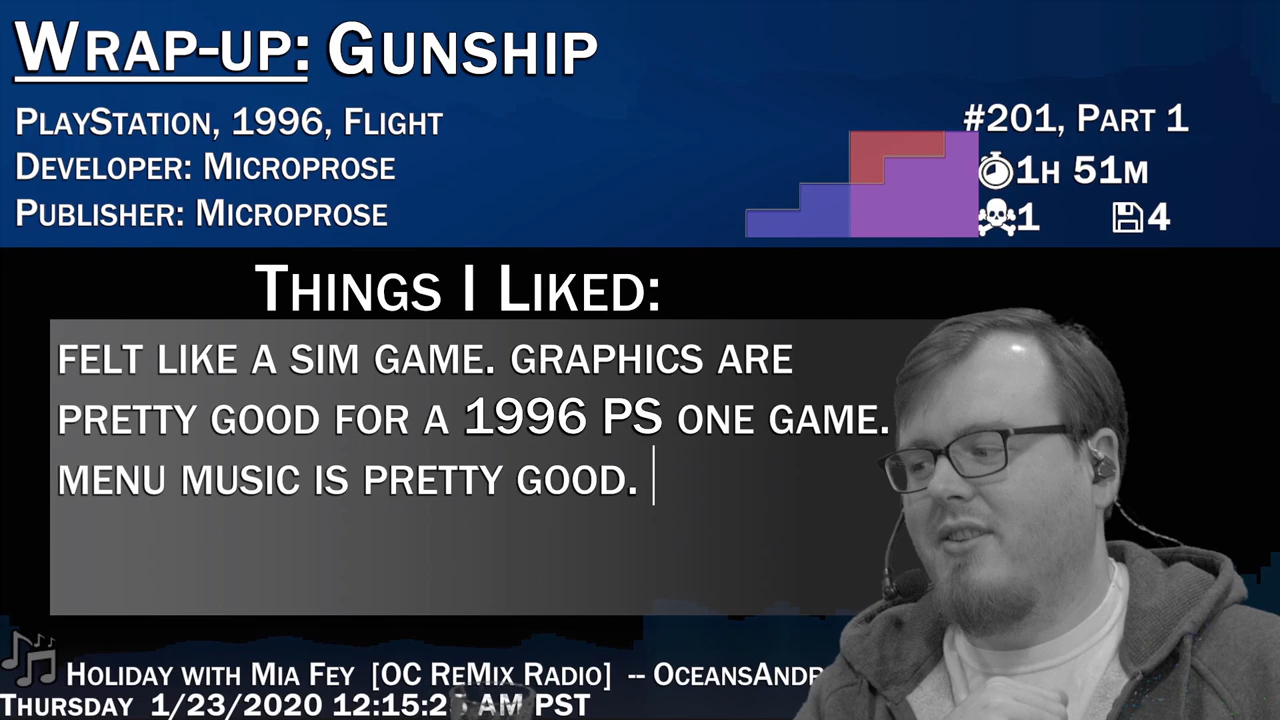 WRAP-UP: GUNSHIP
PLAYSTATION, 1996, FLIGHT
#201, PART 1
DEVELOPER: MICROPROSE
1H 51M
PUBLISHER: MICROPROSE
1 4
THINGS I LIKED:
FELT LIKE A SIM GAME. GRAPHICS ARE
PRETTY GOOD FOR A 1996 PS ONE GAME.
MENU MUSIC IS PRETTY GOOD.
HOLIDAY WITH MIA FEY [OC REMIX RADIO] -- OCEANSANDR
THURSDAY 1/23/2020 12:15:2 AM PST